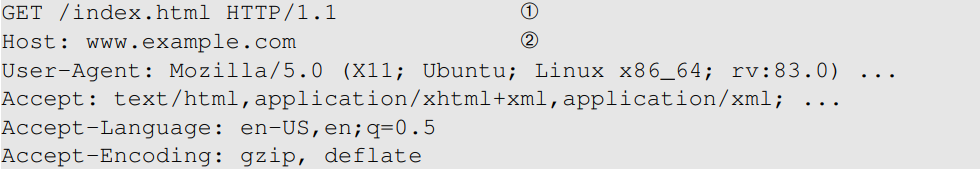 GET /index.html HTTP/1.1 ①
Host: www.example.com ②
User-Agent: Mozilla/5.0 (X11; Ubuntu; Linux x86_64; rv:83.0) ...
Accept: text/html,application/xhtml+xml,application/xml; ...
Accept-Language: en-US,en;q=0.5
Accept-Encoding: gzip, deflate